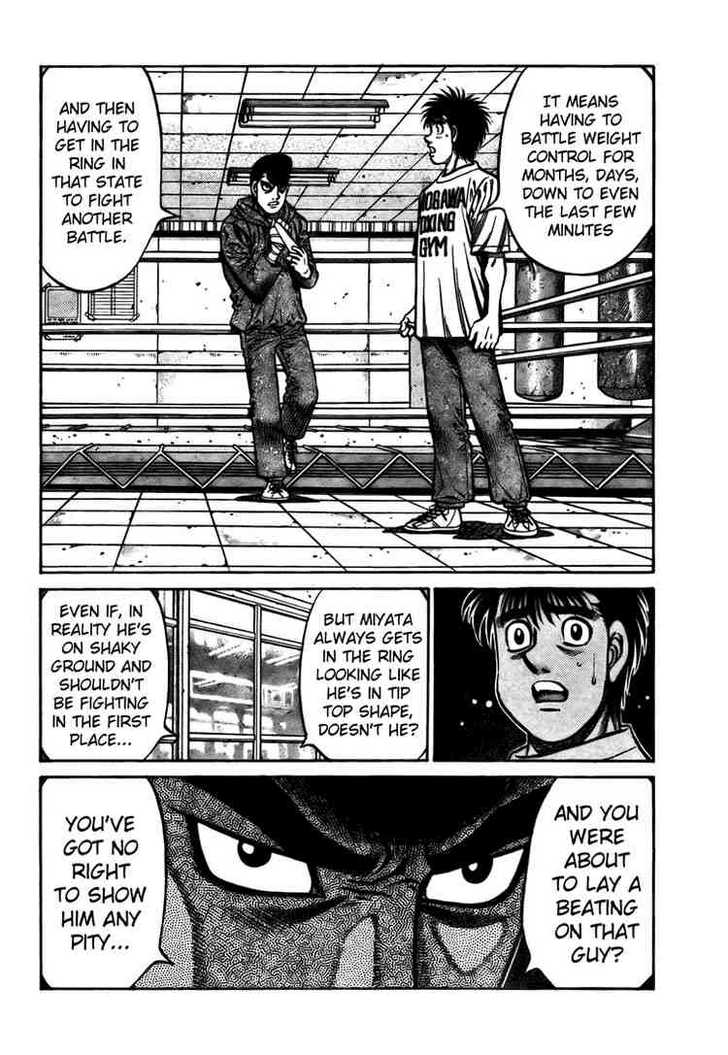 IT MEANS
HAVING TO
BATTLE WEIGHT
CONTROL FOR
MONTHS, DAYS,
DOWN TO EVEN
THE LAST FEW
MINUTES
AND THEN
HAVING TO
GET IN THE
RING IN
THAT STATE
TO FIGHT
ANOTHER
BATTLE.
MOGAWA
OXING
GYM
BUT MIYATA
ALWAYS GETS
IN THE RING
LOOKING LIKE
HE'S IN TIP
TOP SHAPE,
DOESN'T HE?
EVEN IF, IN
REALITY HE'S
ON SHAKY
GROUND AND
SHOULDN'T
BE FIGHTING
IN THE FIRST
PLACE...
AND YOU
WERE
ABOUT
TO LAY A
BEATING
ON THAT
GUY?
YOU'VE
GOT NO
RIGHT
TO SHOW
HIM ANY
PITY...